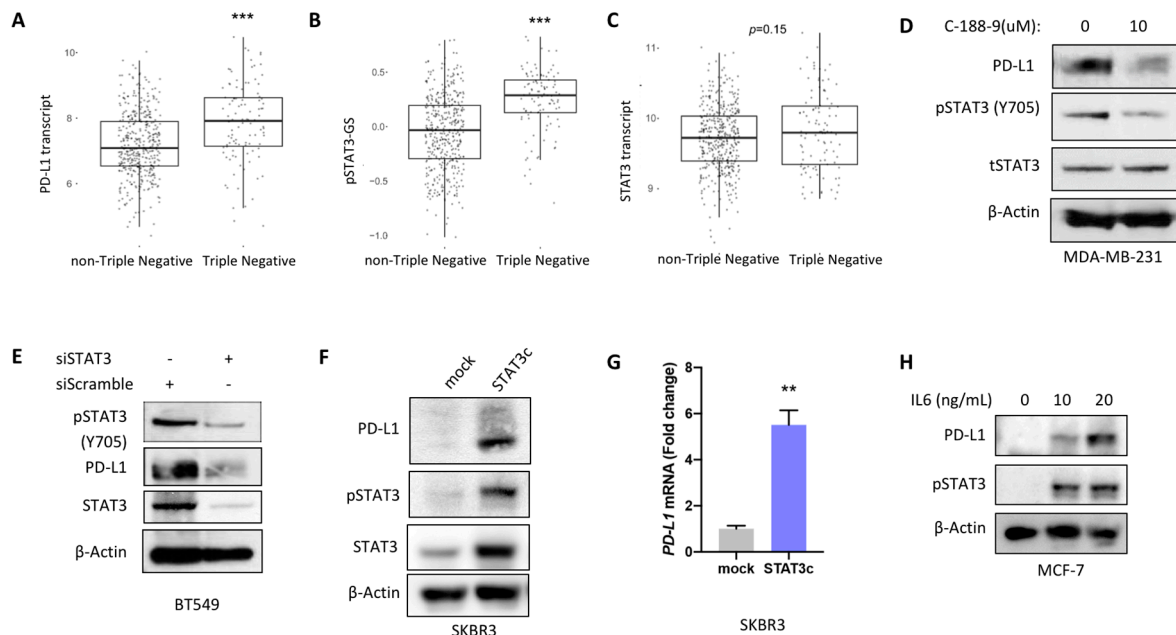 A
PD-L1 transcript
10
8
6
***
non-Triple Negative Triple Negative
B
pSTAT3-GS
0.5
0.0
−0.5
−1.0
***
non-Triple Negative Triple Negative
C
STAT3 transcript
11
10
9
p=0.15
non-Triple Negative Triple Negative
D
C-188-9(uM): 0 10
PD-L1
pSTAT3 (Y705)
tSTAT3
β-Actin
MDA-MB-231
E
siSTAT3 - +
siScramble + -
pSTAT3
(Y705)
PD-L1
STAT3
β-Actin
BT549
F
mock STAT3c
PD-L1
pSTAT3
STAT3
β-Actin
SKBR3
G
PD-L1 mRNA (Fold change)
8
6
4
2
0
**
mock STAT3c
SKBR3
H
IL6 (ng/mL) 0 10 20
PD-L1
pSTAT3
β-Actin
MCF-7